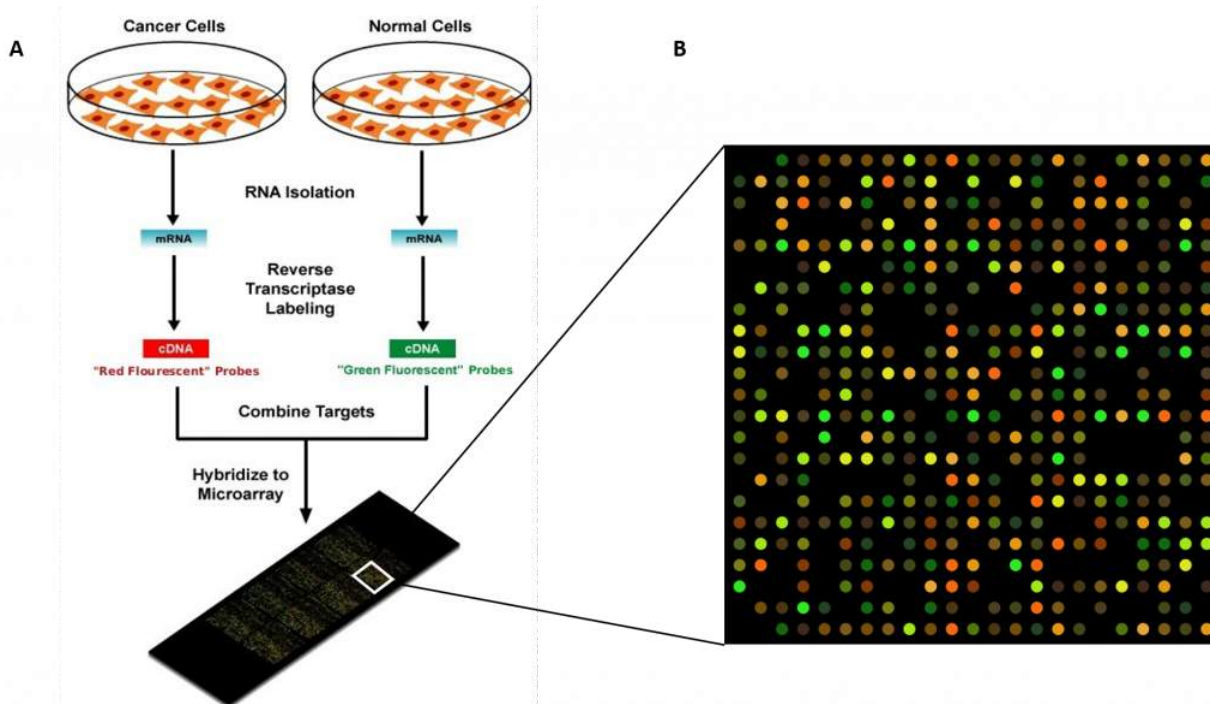 Cancer Cells
Normal Cells
A
B
RNA Isolation
mRNA
mRNA
Reverse
Transcriptase
Labeling
cDNA
cDNA
"Red Flourescent" Probes
"Green Fluorescent" Probes
Combine Targets
Hybridize to
Microarray